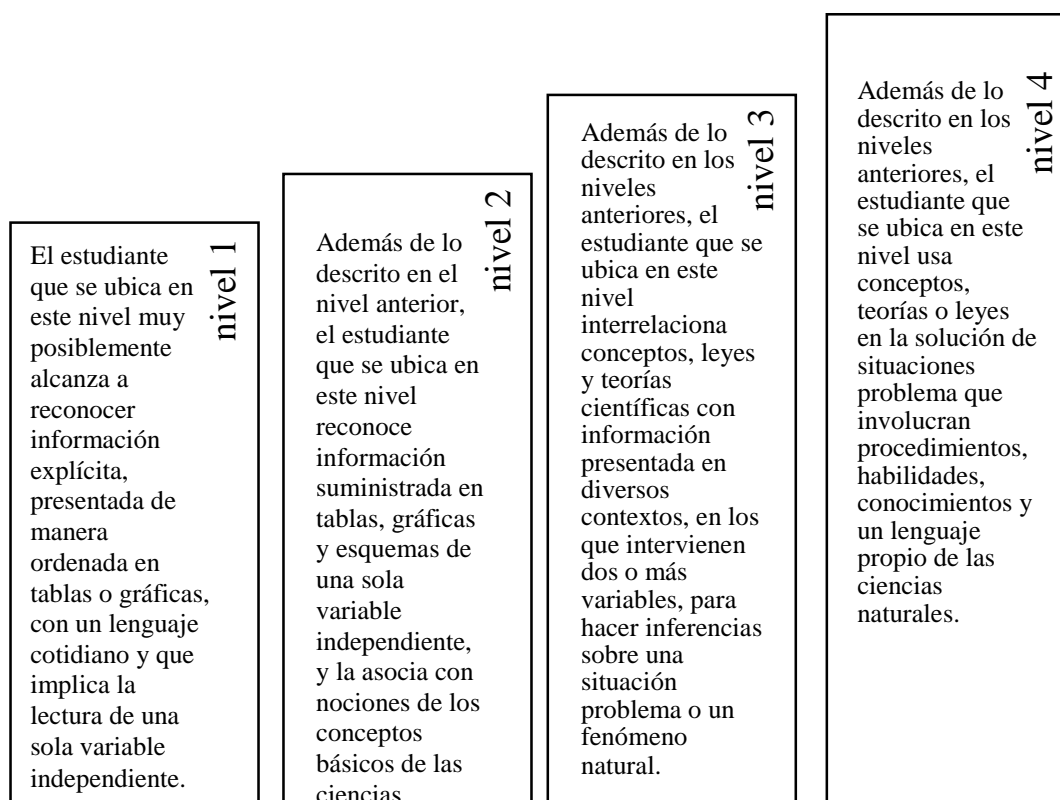 nivel 1
El estudiante
que se ubica en
este nivel muy
posiblemente
alcanza a
reconocer
información
explícita,
presentada de
manera
ordenada en
tablas o gráficas,
con un lenguaje
cotidiano y que
implica la
lectura de una
sola variable
independiente.
nivel 2
Además de lo
descrito en el
nivel anterior,
el estudiante
que se ubica en
este nivel
reconoce
información
suministrada en
tablas, gráficas
y esquemas de
una sola
variable
independiente,
y la asocia con
nociones de los
conceptos
básicos de las
ciencias
nivel 3
Además de lo
descrito en los
niveles
anteriores, el
estudiante que se
ubica en este
nivel
interrelaciona
conceptos, leyes
y teorías
científicas con
información
presentada en
diversos
contextos, en los
que intervienen
dos o más
variables, para
hacer inferencias
sobre una
situación
problema o un
fenómeno
natural.
nivel 4
Además de lo
descrito en los
niveles
anteriores, el
estudiante que
se ubica en este
nivel usa
conceptos,
teorías o leyes
en la solución de
situaciones
problema que
involucran
procedimientos,
habilidades,
conocimientos y
un lenguaje
propio de las
ciencias
naturales.